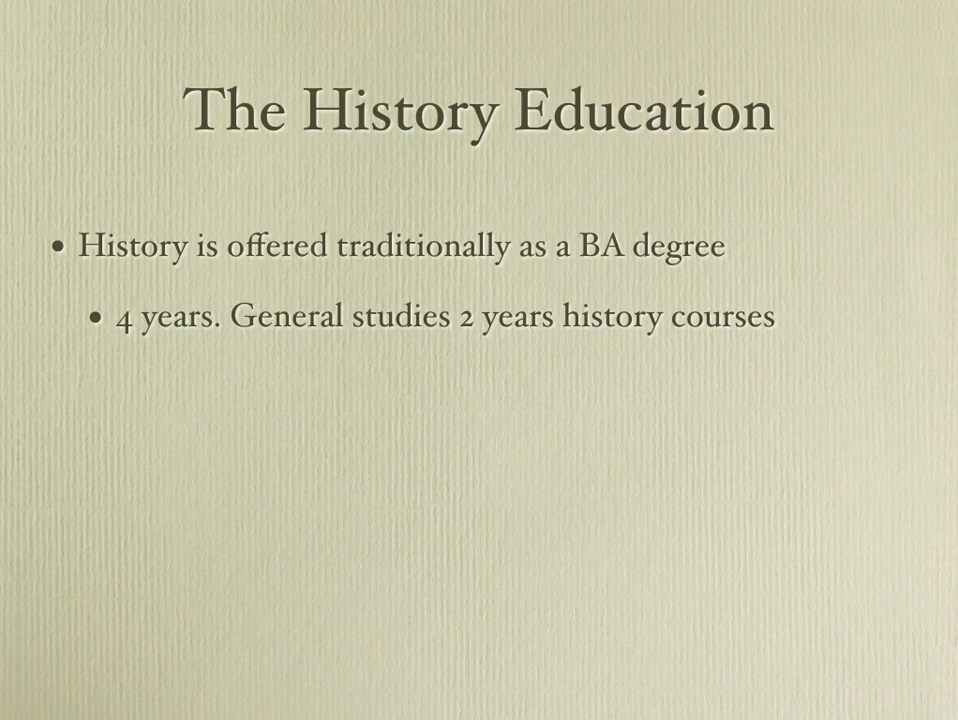 The History Education
• History is offered traditionally as a BA degree
• 4 years. General studies 2 years history courses